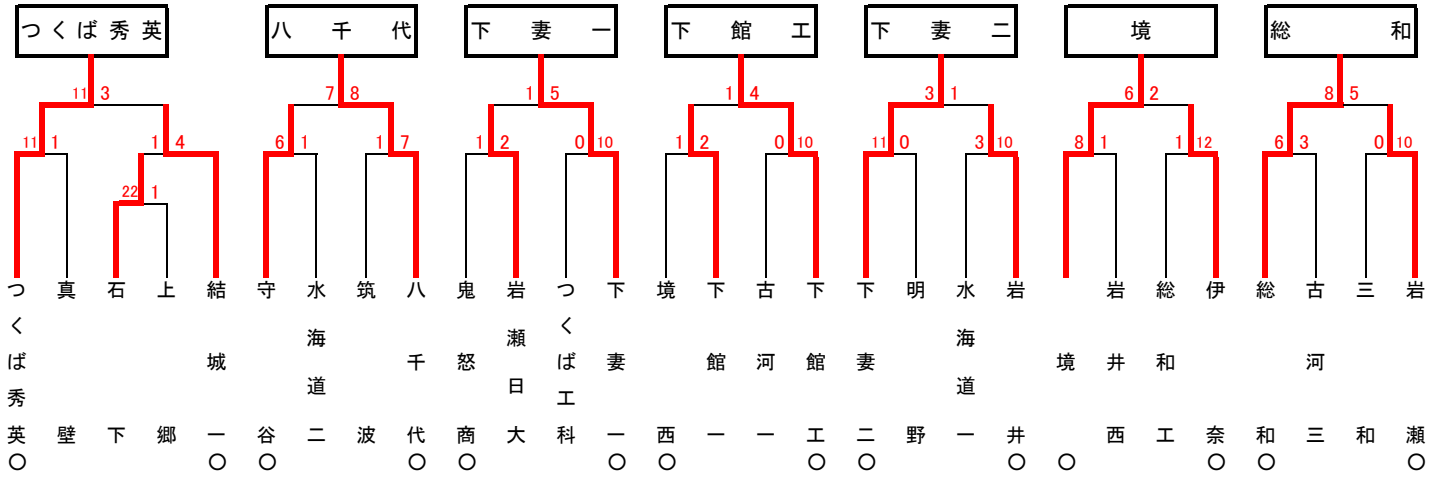 つくば秀英 八千代 下妻一 下館工 下妻二 境 総和
11 3 7 8 1 5 1 4 3 1 6 2 8 5
11 1 1 4 6 1 1 7 1 2 0 10 1 2 0 10 11 0 3 10 8 1 1 12 6 3 0 10
22 1
つくば秀英
真壁
石下
上郷
結城一
守谷
水海道二
筑波
八千代
鬼怒商
岩瀬日大
つくば工科
下妻一
境西
下館一
古河一
下館工
下妻二
明野
水海道一
岩井
境
岩井西
総和工
伊奈
総和
古河三
三和
岩瀬
○ ○ ○ ○ ○ ○ ○ ○ ○ ○ ○ ○ ○ ○